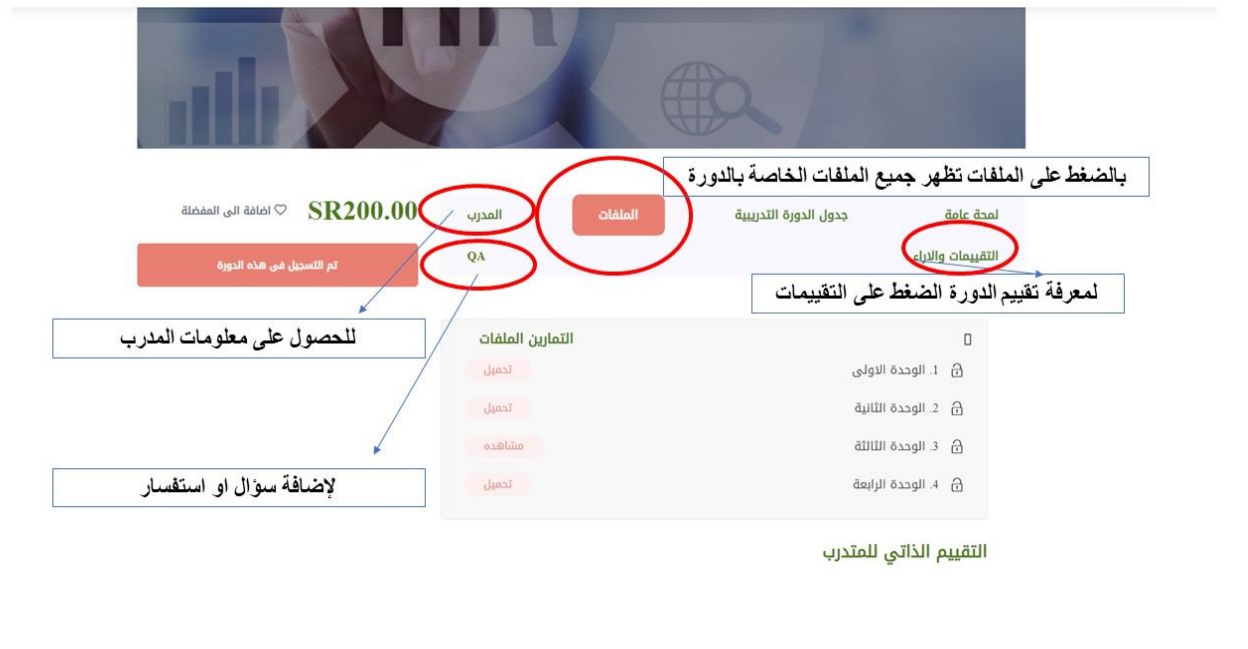 HR
بالضغط على الملفات تظهر جميع الملفات الخاصة بالدورة
لمحة عامة
جدول الدورة التدريبية
الملفات
المدرب
SR200.00
اضافة الى المفضلة
التقييمات والاراء
QA
تم التسجيل في هذه الدورة
لمعرفة تقييم الدورة الضغط على التقييمات
للحصول على معلومات المدرب
التمارين الملفات
1. الوحدة الاولى
تحميل
2. الوحدة الثانية
تحميل
3. الوحدة الثالثة
مشاهده
4. الوحدة الرابعة
تحميل
لإضافة سؤال او استفسار
التقييم الذاتي للمتدرب